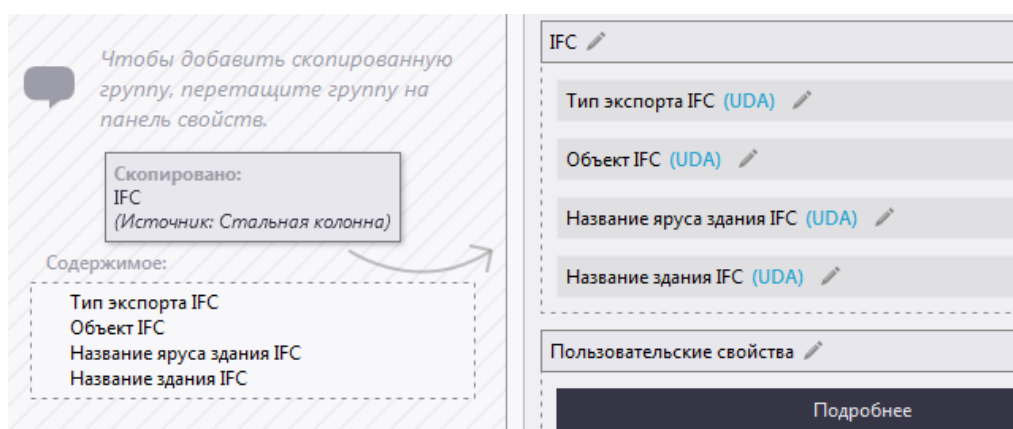 Чтобы добавить скопированную
группу, перетащите группу на
панель свойств.
Скопировано:
IFC
(Источник: Стальная колонна)
Содержимое:
Тип экспорта IFC
Объект IFC
Название яруса здания IFC
Название здания IFC
IFC
Тип экспорта IFC (UDA)
Объект IFC (UDA)
Название яруса здания IFC (UDA)
Название здания IFC (UDA)
Пользовательские свойства
Подробнее